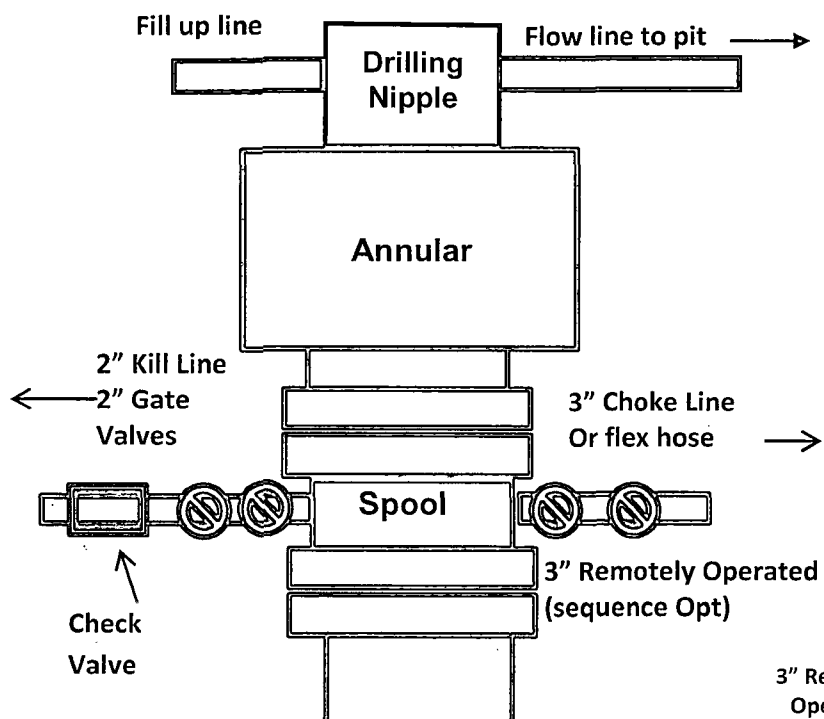 Fill up line
Flow line to pit
Drilling
Nipple
Annular
2” Kill Line
2” Gate
Valves
3” Choke Line
Or flex hose
Spool
3” Remotely Operated
(sequence Opt)
Check
Valve
3”